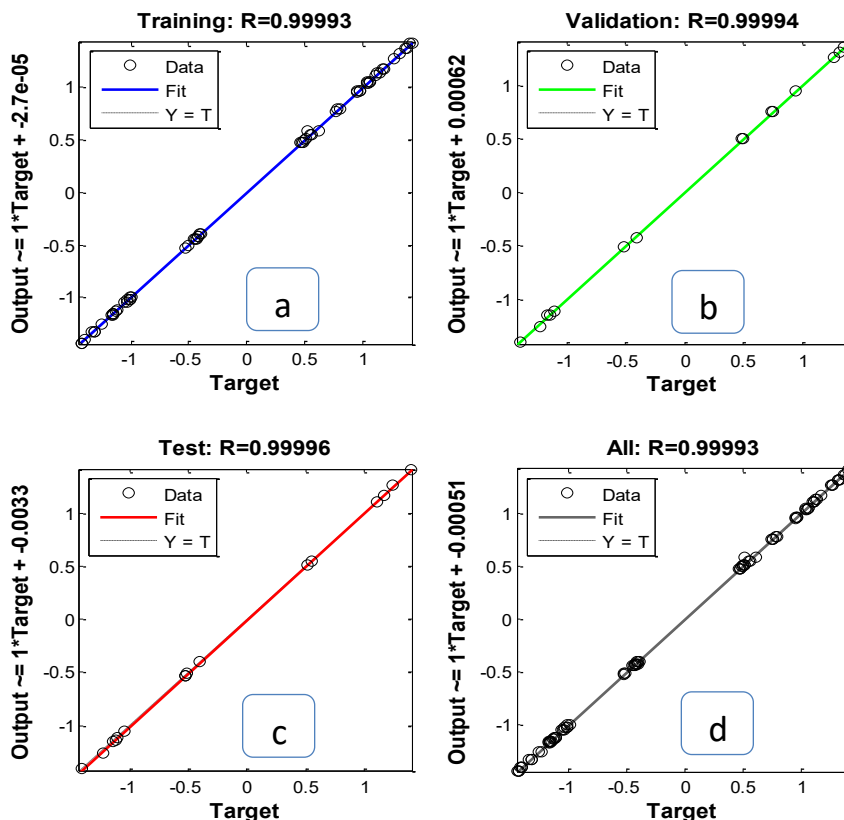 Training: R=0.99993
Output ~= 1*Target + -2.7e-05
Data
Fit
Y = T
1
0.5
0
-0.5
-1
a
-1 -0.5 0 0.5 1
Target
Validation: R=0.99994
Output ~= 1*Target + 0.00062
Data
Fit
Y = T
1
0.5
0
-0.5
-1
b
-1 -0.5 0 0.5 1
Target
Test: R=0.99996
Output ~= 1*Target + -0.0033
Data
Fit
Y = T
1
0.5
0
-0.5
-1
c
-1 -0.5 0 0.5 1
Target
All: R=0.99993
Output ~= 1*Target + -0.00051
Data
Fit
Y = T
1
0.5
0
-0.5
-1
d
-1 -0.5 0 0.5 1
Target